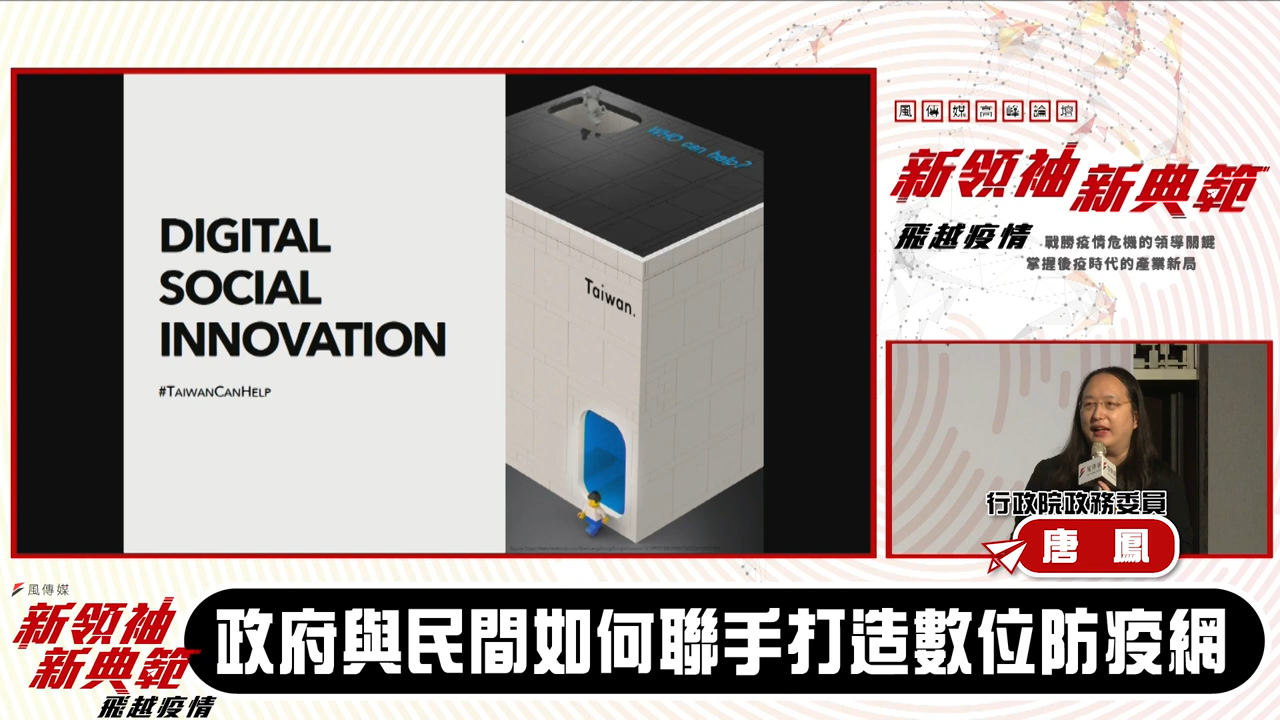 風傳媒高峰論壇
新領袖新典範
飛越疫情
戰勝疫情危機的領導關鍵
掌握後疫時代的產業新局
DIGITAL
SOCIAL
INNOVATION
#TAIWANCANHELP
WHO can help?
Taiwan.
行政院政務委員
唐鳳
風傳媒
新領袖
新典範
飛越疫情
政府與民間如何聯手打造數位防疫網